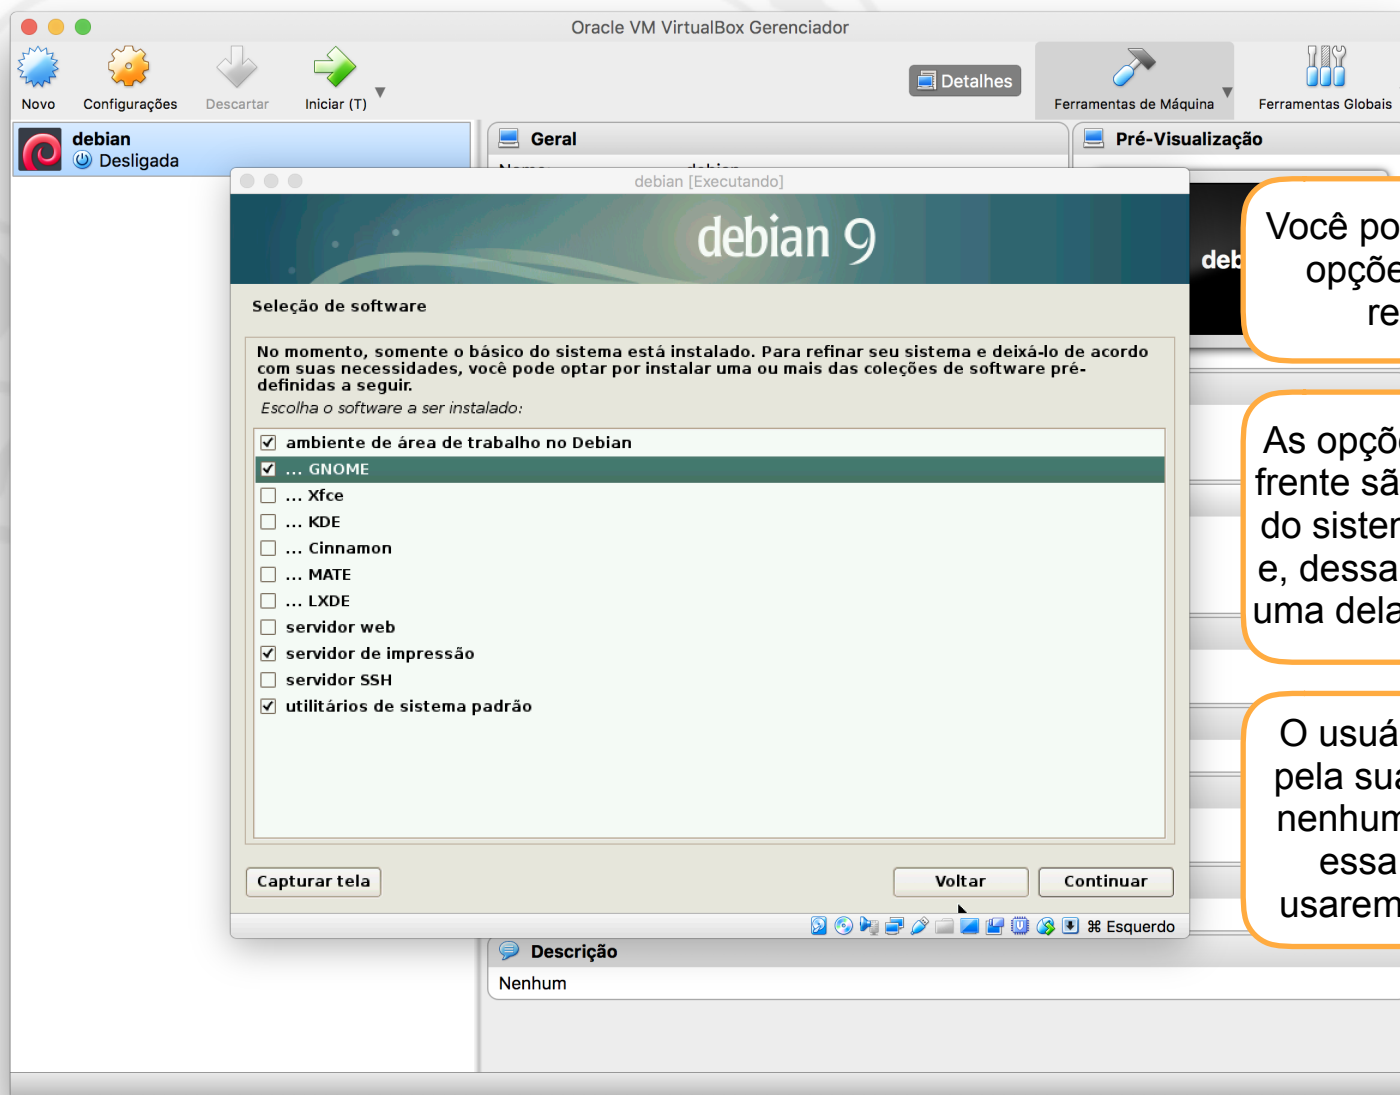 Oracle VM VirtualBox Gerenciador
Novo
Configurações
Descartar
Iniciar (T)
Detalhes
Ferramentas de Máquina
Ferramentas Globais
debian
Desligada
Geral
Pré-Visualização
debian [Executando]
debian 9
Seleção de software
No momento, somente o básico do sistema está instalado. Para refinar seu sistema e deixá-lo de acordo
com suas necessidades, você pode optar por instalar uma ou mais das coleções de software pré-
definidas a seguir.
Escolha o software a ser instalado:
ambiente de área de trabalho no Debian
... GNOME
... Xfce
... KDE
... Cinnamon
... MATE
... LXDE
servidor web
servidor de impressão
servidor SSH
utilitários de sistema padrão
Capturar tela
Voltar
Continuar
⌘ Esquerdo
Descrição
Nenhum
deb
Você po
opçõe
re
As opçõ
frente sã
do sister
e, dessa
uma dela
O usuá
pela sua
nenhum
essa
usarem